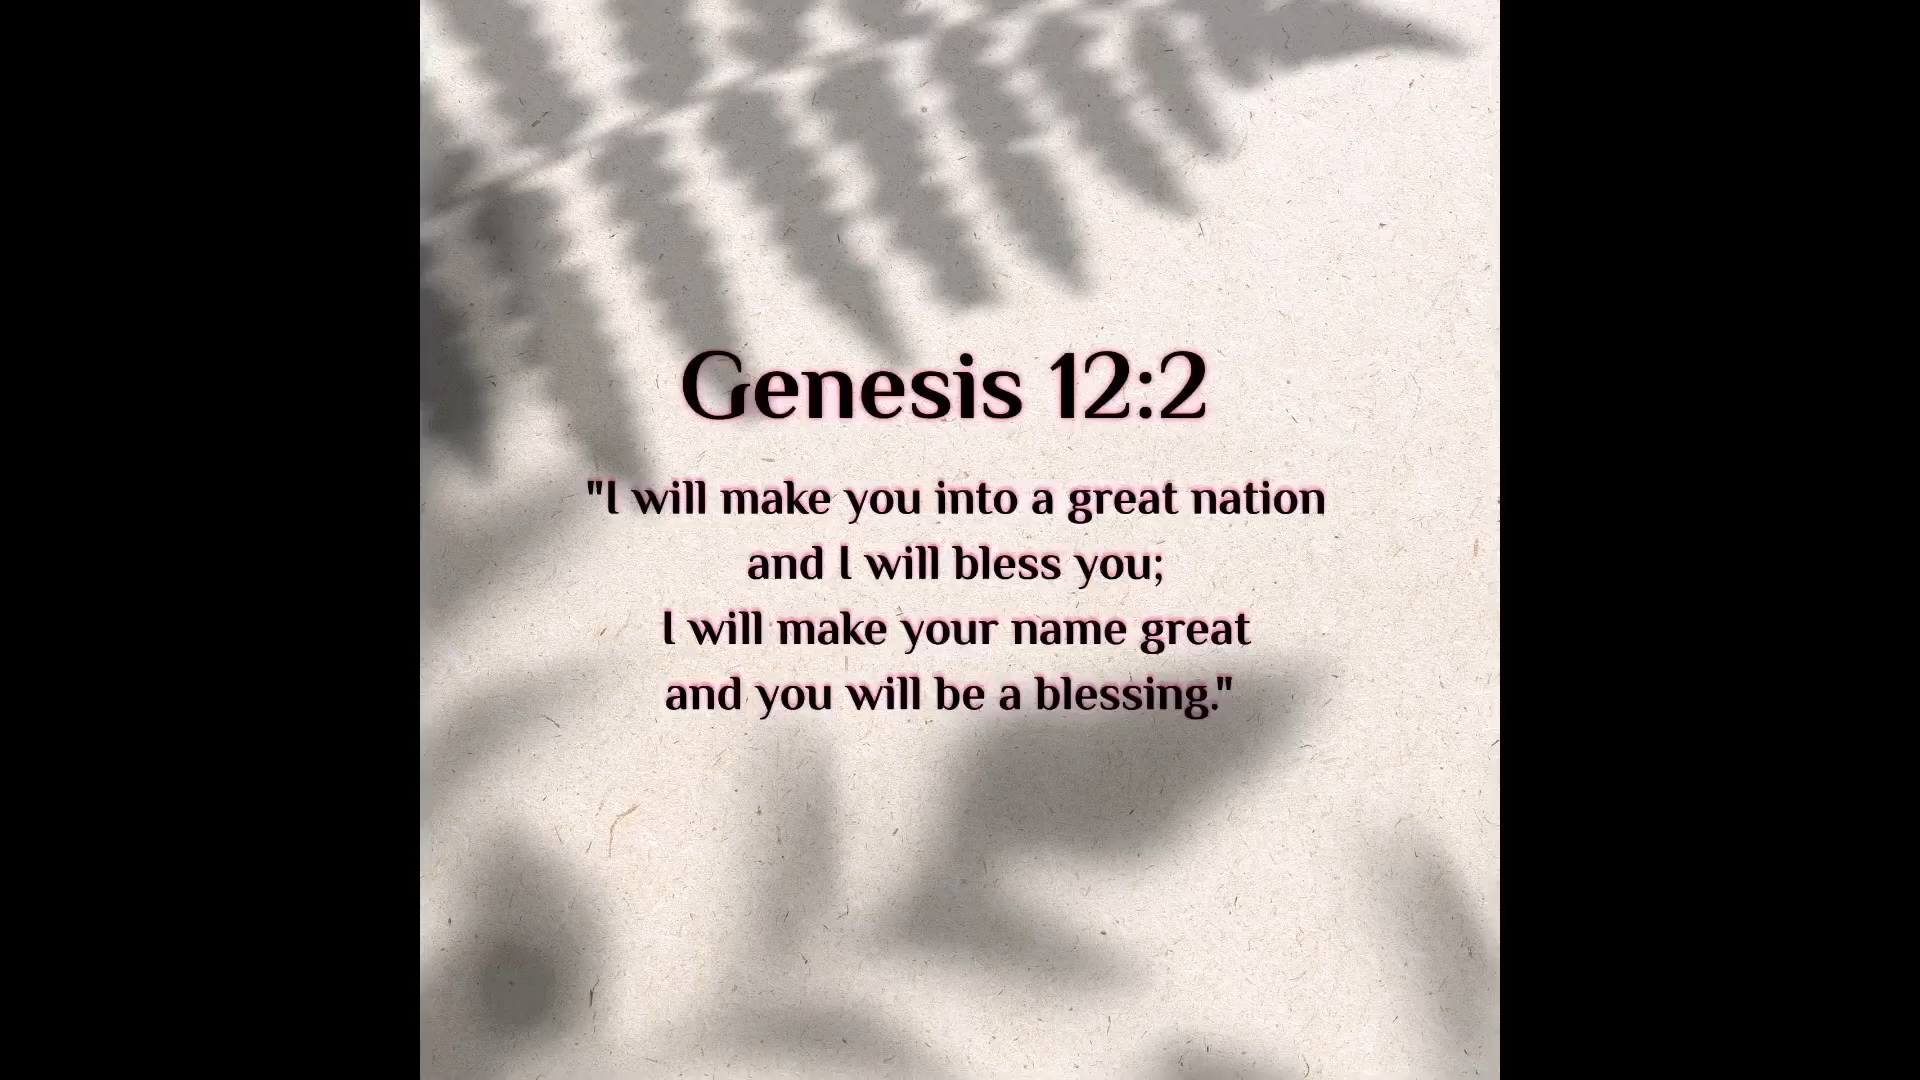 Genesis 12:2
"I will make you into a great nation
and I will bless you;
I will make your name great
and you will be a blessing."